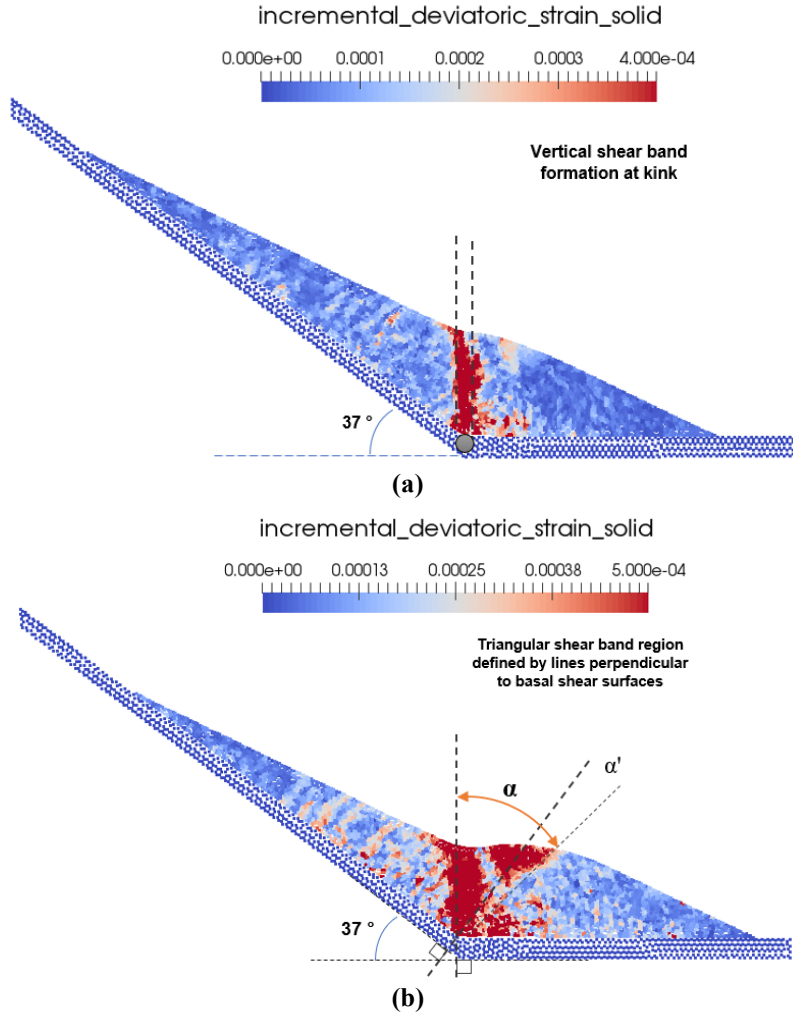 incremental_deviatoric_strain_solid
0.000e+00 0.0001 0.0002 0.0003 4.000e-04
Vertical shear band
formation at kink
37 °
(a)
incremental_deviatoric_strain_solid
0.000e+00 0.00013 0.00025 0.00038 5.000e-04
Triangular shear band region
defined by lines perpendicular
to basal shear surfaces
α α'
37 °
(b)